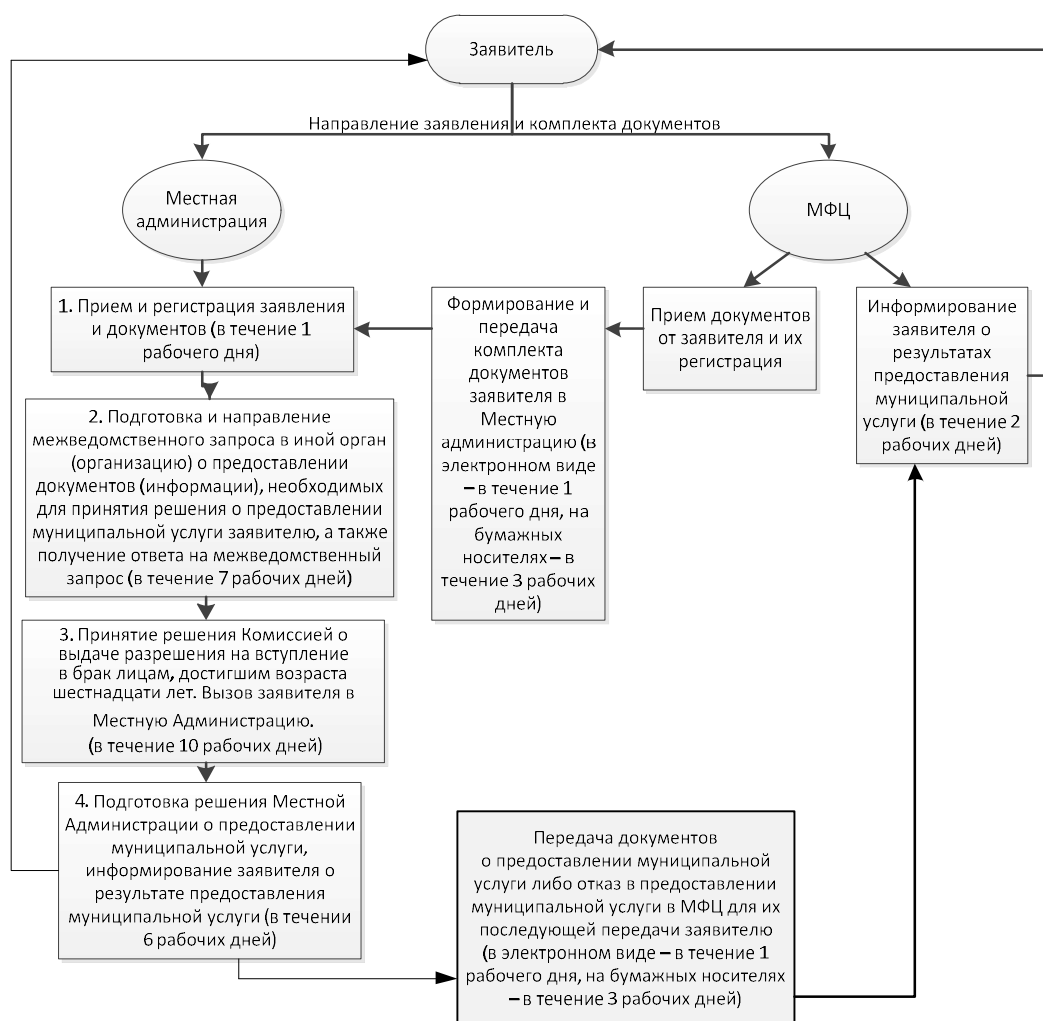 Заявитель
Направление заявления и комплекта документов
Местная
администрация
МФЦ
1. Прием и регистрация заявления
и документов (в течение 1
рабочего дня)
Формирование и
передача
комплекта
документов
заявителя в
Местную
администрацию (в
электронном виде
– в течение 1
рабочего дня, на
бумажных
носителях – в
течение 3 рабочих
дней)
Прием документов
от заявителя и их
регистрация
Информирование
заявителя о
результатах
предоставления
муниципальной
услуги (в течение 2
рабочих дней)
2. Подготовка и направление
межведомственного запроса в иной орган
(организацию) о предоставлении
документов (информации), необходимых
для принятия решения о предоставлении
муниципальной услуги заявителю, а также
получение ответа на межведомственный
запрос (в течение 7 рабочих дней)
3. Принятие решения Комиссией о
выдаче разрешения на вступление
в брак лицам, достигшим возраста
шестнадцати лет. Вызов заявителя в
Местную Администрацию.
(в течение 10 рабочих дней)
4. Подготовка решения Местной
Администрации о предоставлении
муниципальной услуги,
информирование заявителя о
результате предоставления
муниципальной услуги (в течении
6 рабочих дней)
Передача документов
о предоставлении муниципальной
услуги либо отказ в предоставлении
муниципальной услуги в МФЦ для их
последующей передачи заявителю
(в электронном виде – в течение 1
рабочего дня, на бумажных носителях
– в течение 3 рабочих дней)